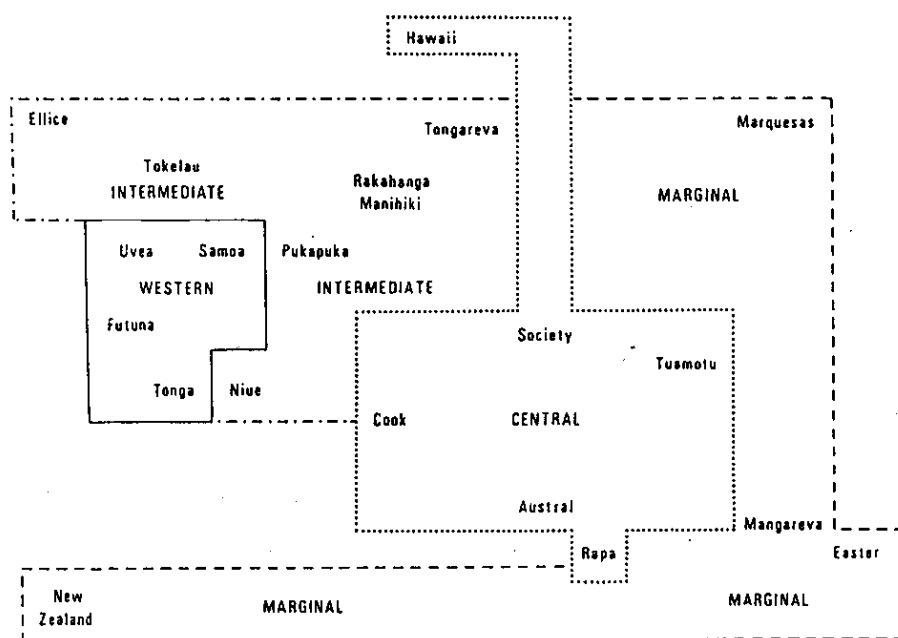 Hawaii
Ellice
Tongareva
Marquesas
Tokelau
INTERMEDIATE
Rakahanga
Manihiki
MARGINAL
Uvea Samoa Pukapuka
WESTERN INTERMEDIATE
Futuna
Society
Tuamotu
Tonga Niue
Cook CENTRAL
Austral
Mangareva
Rapa Easter
New
Zealand
MARGINAL
MARGINAL